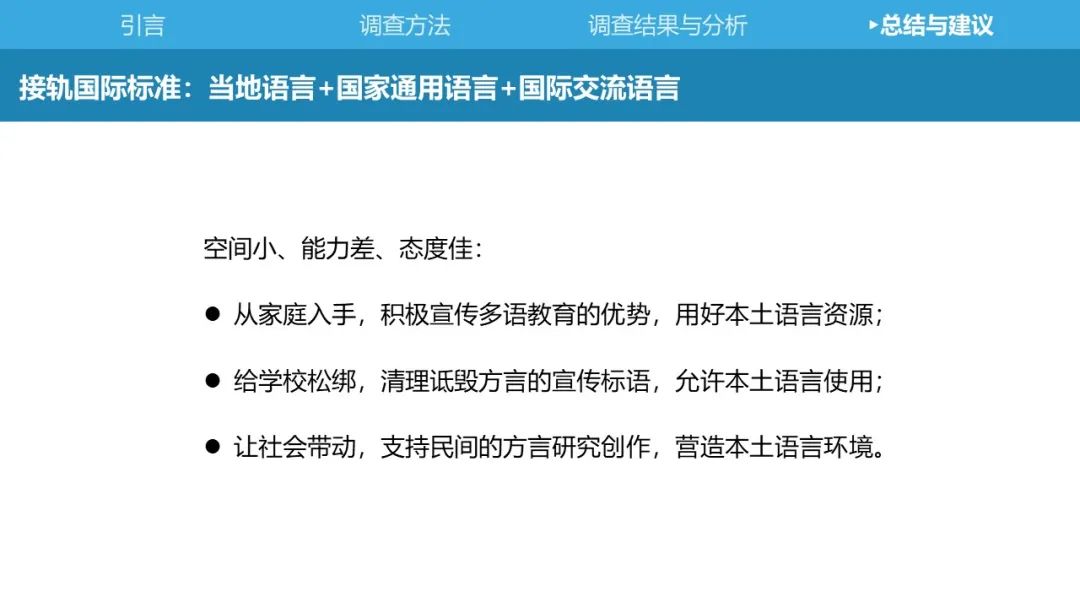 引言 调查方法 调查结果与分析 ▸总结与建议
接轨国际标准：当地语言+国家通用语言+国际交流语言
空间小、能力差、态度佳：
● 从家庭入手，积极宣传多语教育的优势，用好本土语言资源；
● 给学校松绑，清理诋毁方言的宣传标语，允许本土语言使用；
● 让社会带动，支持民间的方言研究创作，营造本土语言环境。